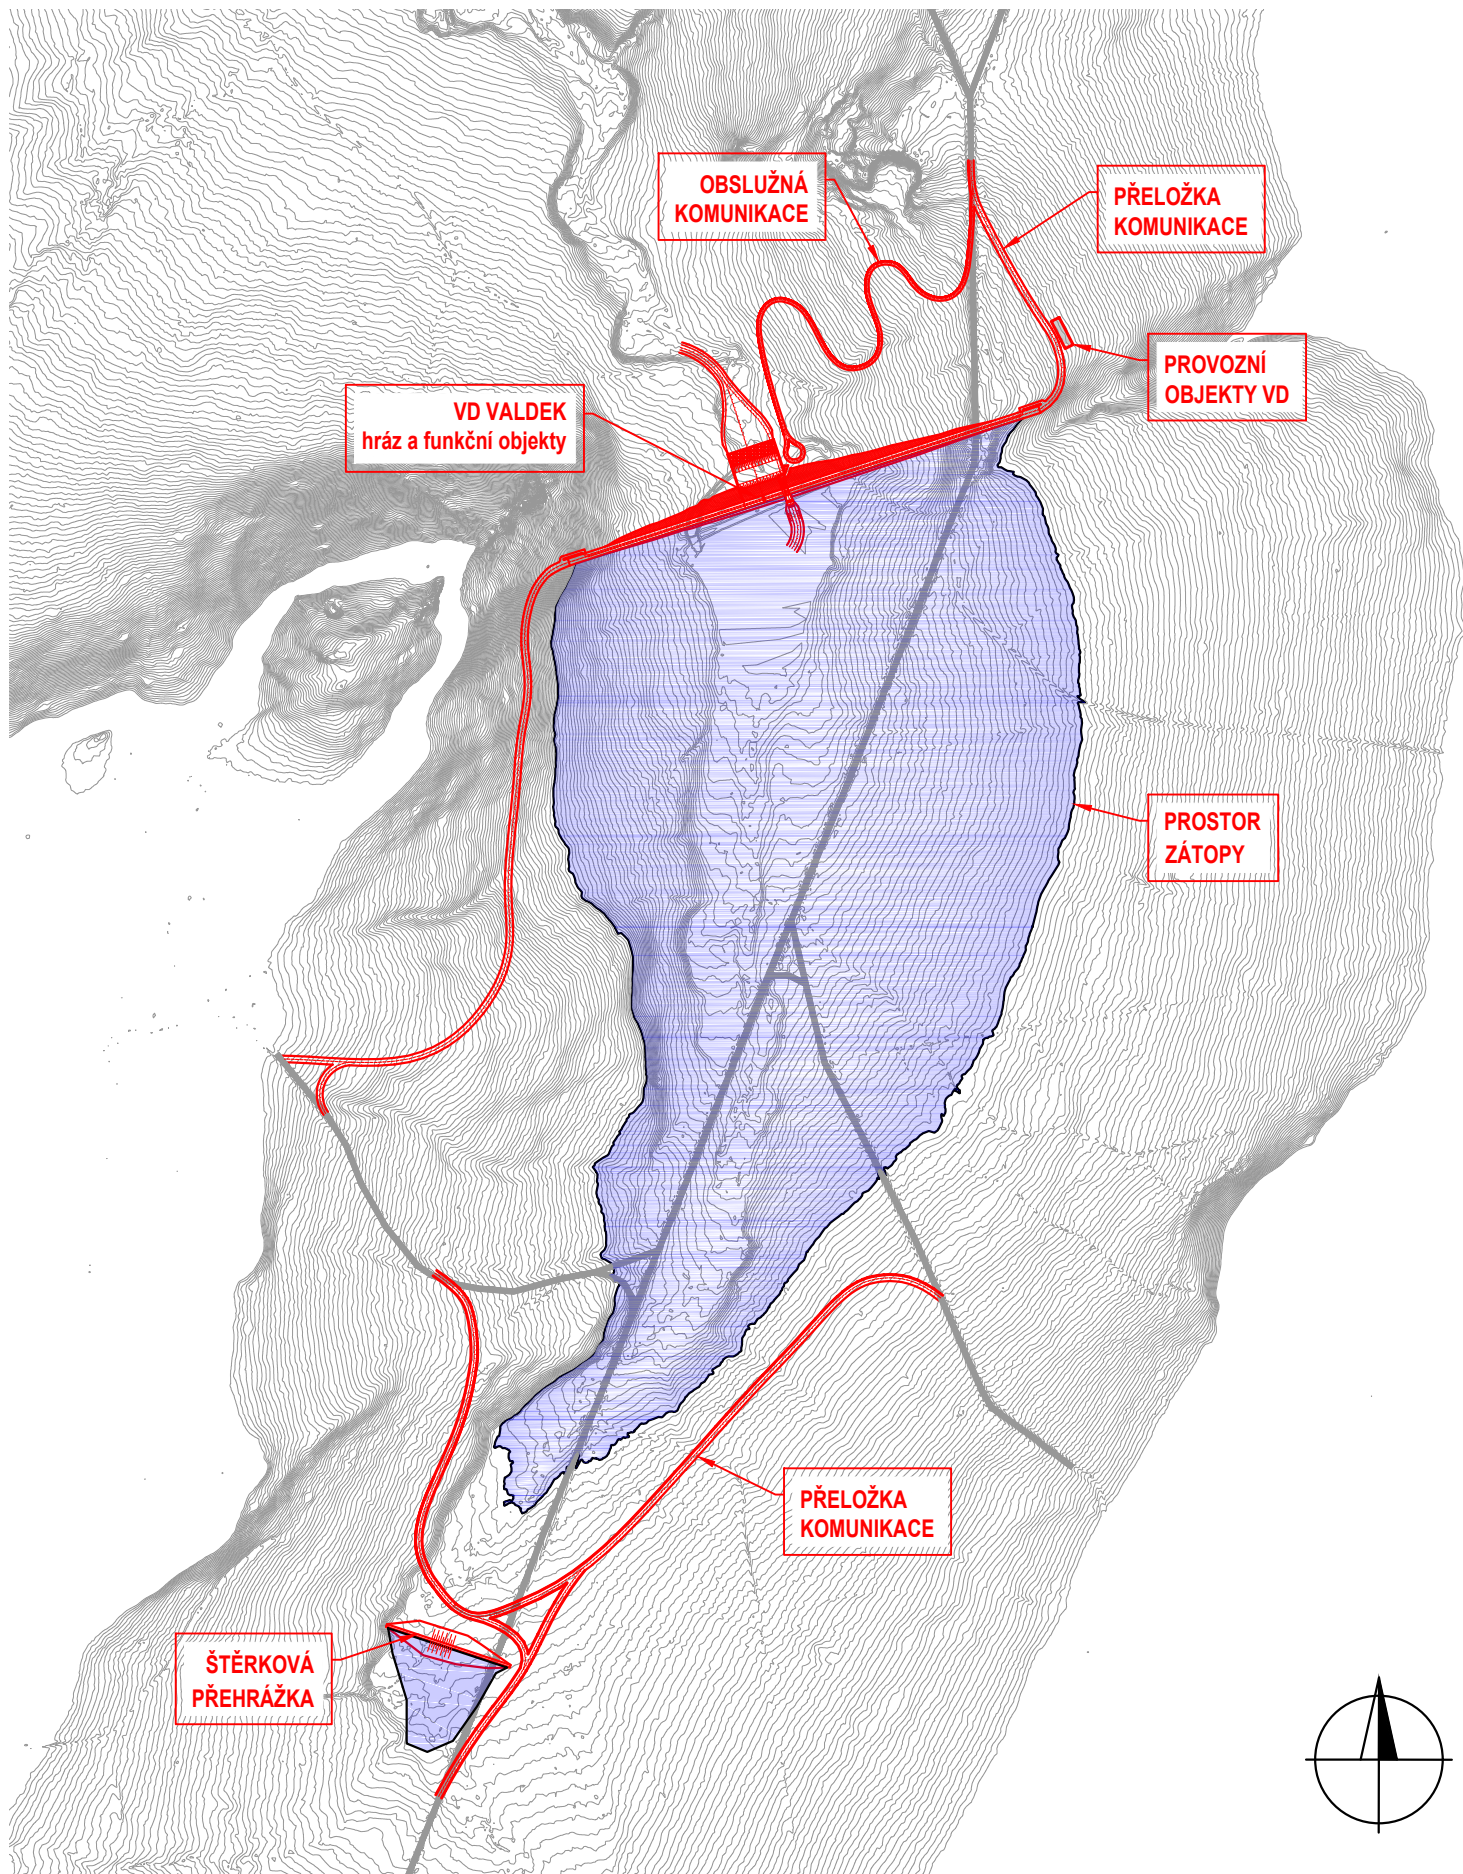 OBSLUŽNÁ
KOMUNIKACE
PŘELOŽKA
KOMUNIKACE
PROVOZNÍ
OBJEKTY VD
VD VALDEK
hráz a funkční objekty
PROSTOR
ZÁTOPY
PŘELOŽKA
KOMUNIKACE
ŠTĚRKOVÁ
PŘEHRÁŽKA